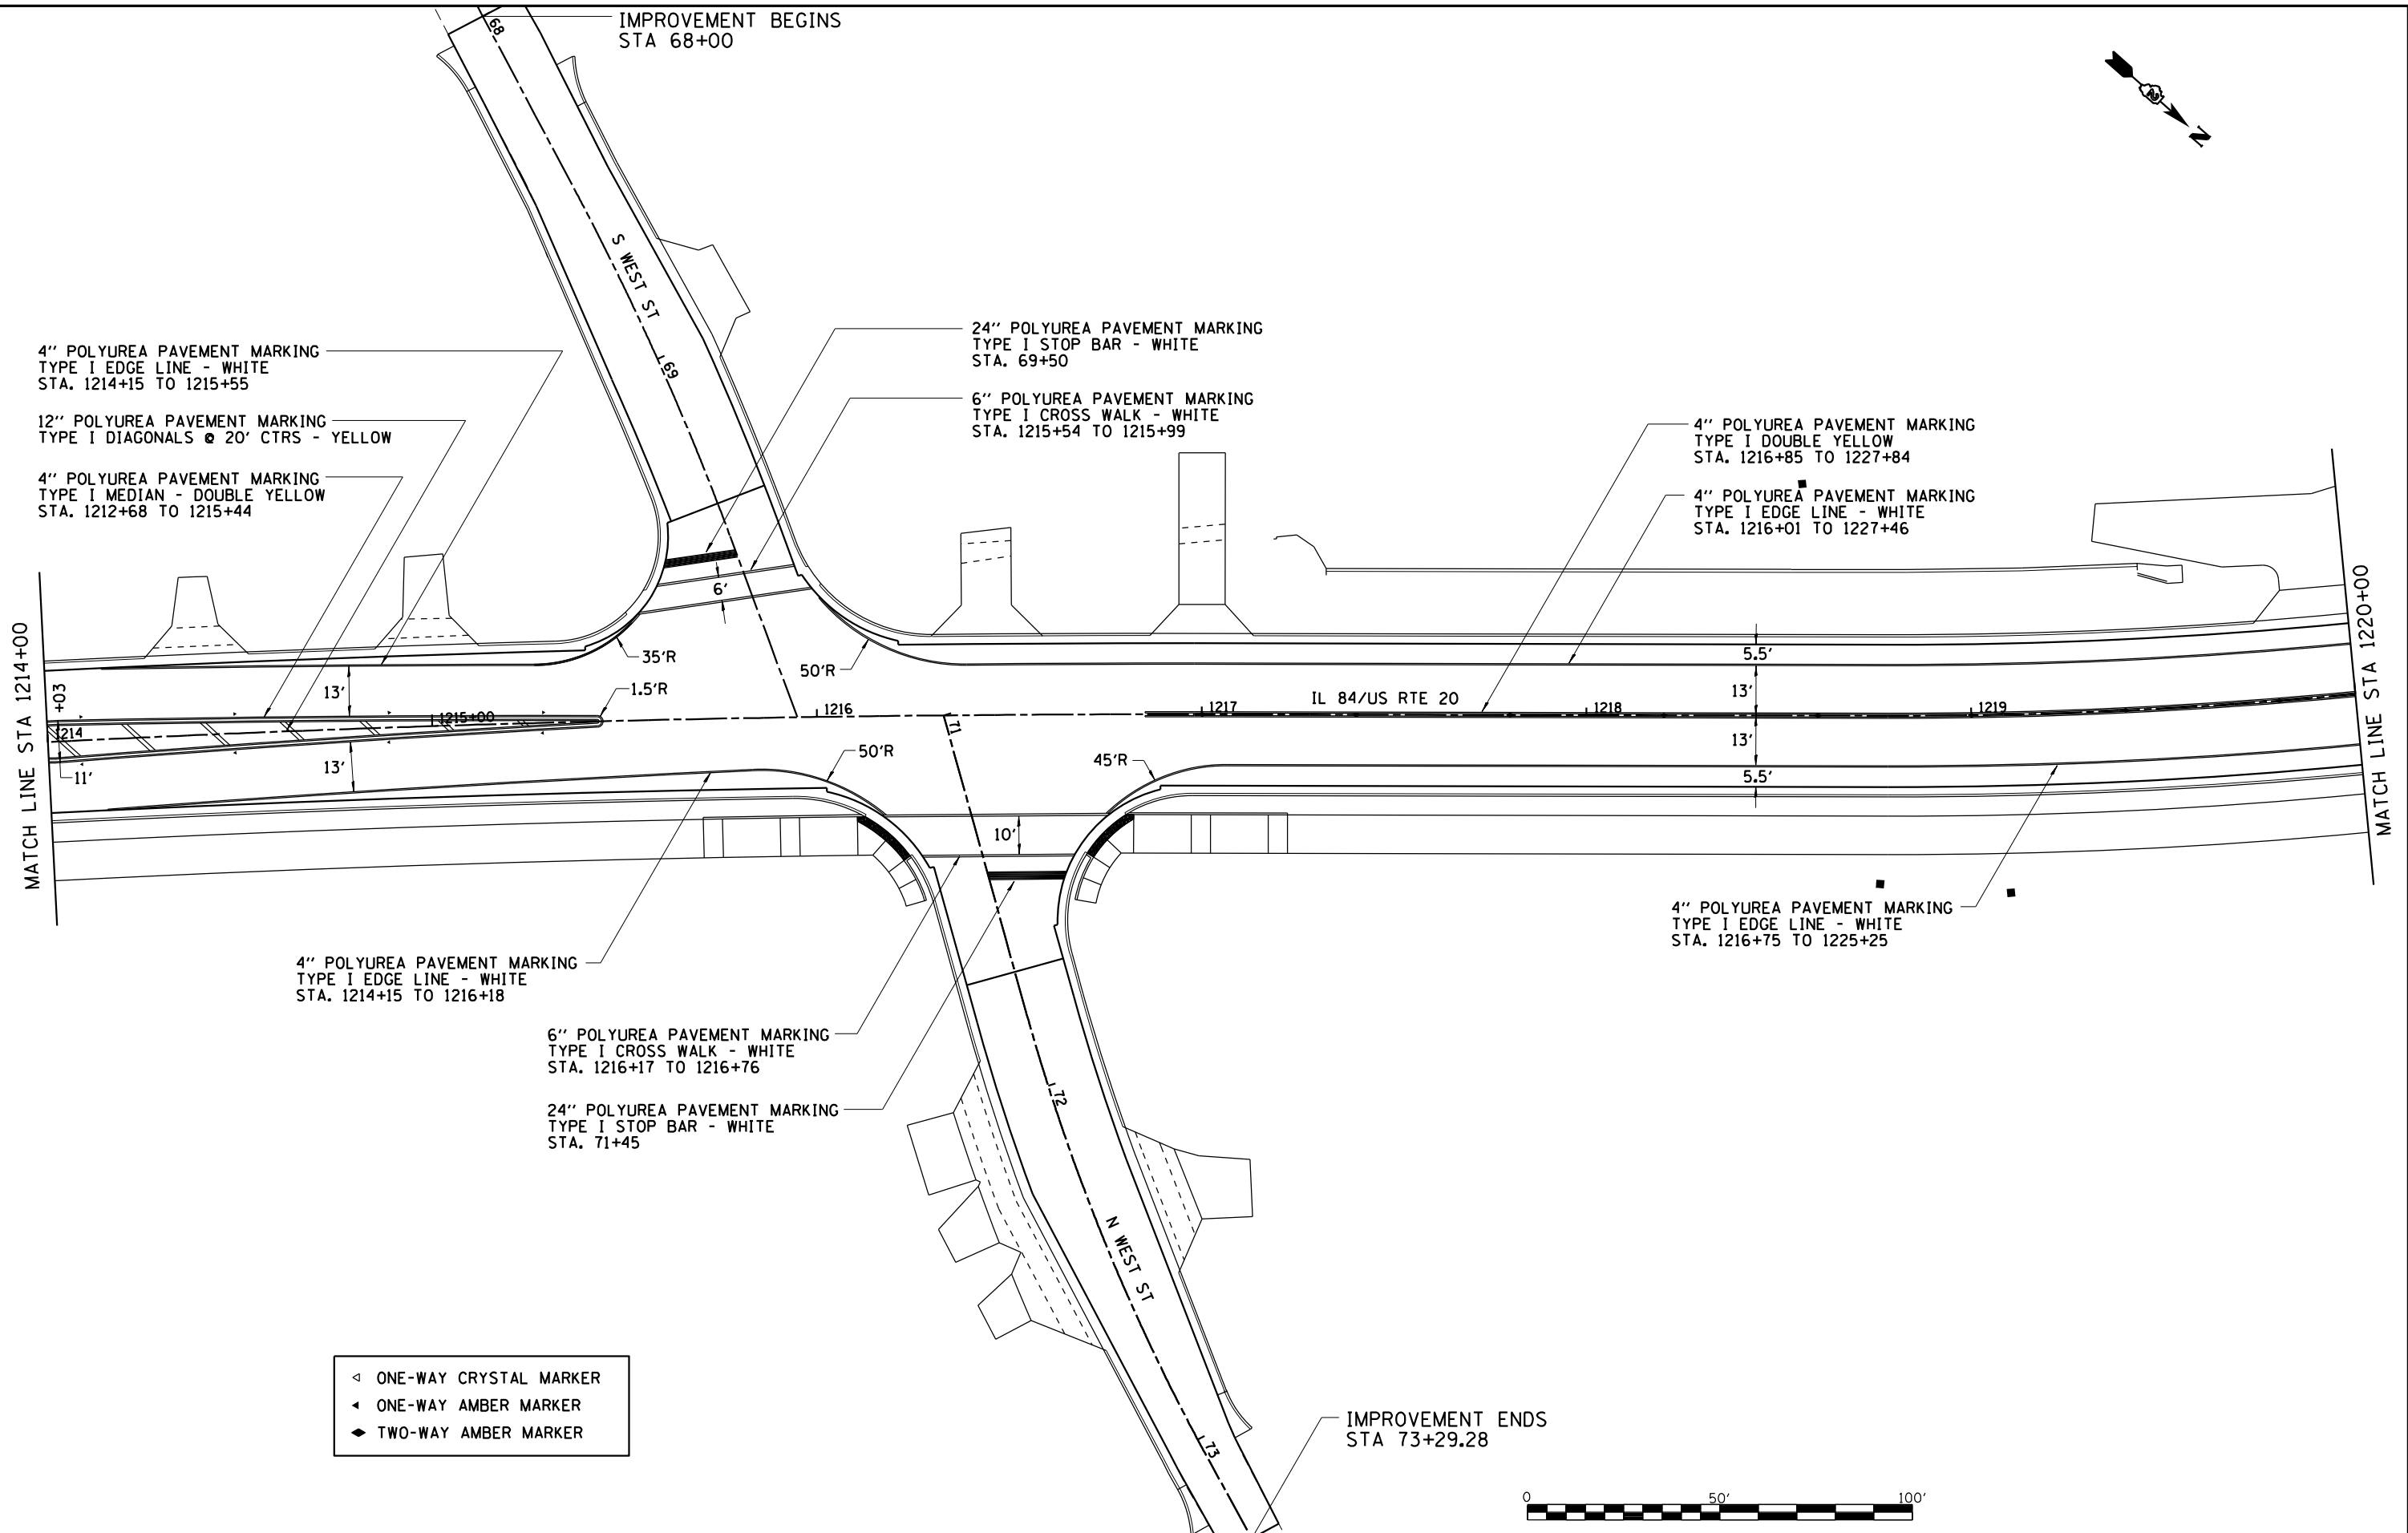 IMPROVEMENT BEGINS
STA 68+00
68
N
S WEST ST
69
24" POLYUREA PAVEMENT MARKING
TYPE I STOP BAR - WHITE
STA. 69+50
4" POLYUREA PAVEMENT MARKING
TYPE I EDGE LINE - WHITE
STA. 1214+15 TO 1215+55
6" POLYUREA PAVEMENT MARKING
TYPE I CROSS WALK - WHITE
STA. 1215+54 TO 1215+99
12" POLYUREA PAVEMENT MARKING
TYPE I DIAGONALS @ 20' CTRS - YELLOW
4" POLYUREA PAVEMENT MARKING
TYPE I DOUBLE YELLOW
STA. 1216+85 TO 1227+84
4" POLYUREA PAVEMENT MARKING
TYPE I MEDIAN - DOUBLE YELLOW
STA. 1212+68 TO 1215+44
4" POLYUREA PAVEMENT MARKING
TYPE I EDGE LINE - WHITE
STA. 1216+01 TO 1227+46
6'
35'R
50'R
5.5'
MATCH LINE STA 1214+00
+03
13'
1.5'R
13'
IL 84/US RTE 20
1214
1215+00
1216
1217
1218
1219
71
11'
13'
50'R
45'R
13'
5.5'
MATCH LINE STA 1220+00
10'
4" POLYUREA PAVEMENT MARKING
TYPE I EDGE LINE - WHITE
STA. 1216+75 TO 1225+25
4" POLYUREA PAVEMENT MARKING
TYPE I EDGE LINE - WHITE
STA. 1214+15 TO 1216+18
6" POLYUREA PAVEMENT MARKING
TYPE I CROSS WALK - WHITE
STA. 1216+17 TO 1216+76
72
24" POLYUREA PAVEMENT MARKING
TYPE I STOP BAR - WHITE
STA. 71+45
N WEST ST
ONE-WAY CRYSTAL MARKER
ONE-WAY AMBER MARKER
TWO-WAY AMBER MARKER
73
IMPROVEMENT ENDS
STA 73+29.28
0 50' 100'